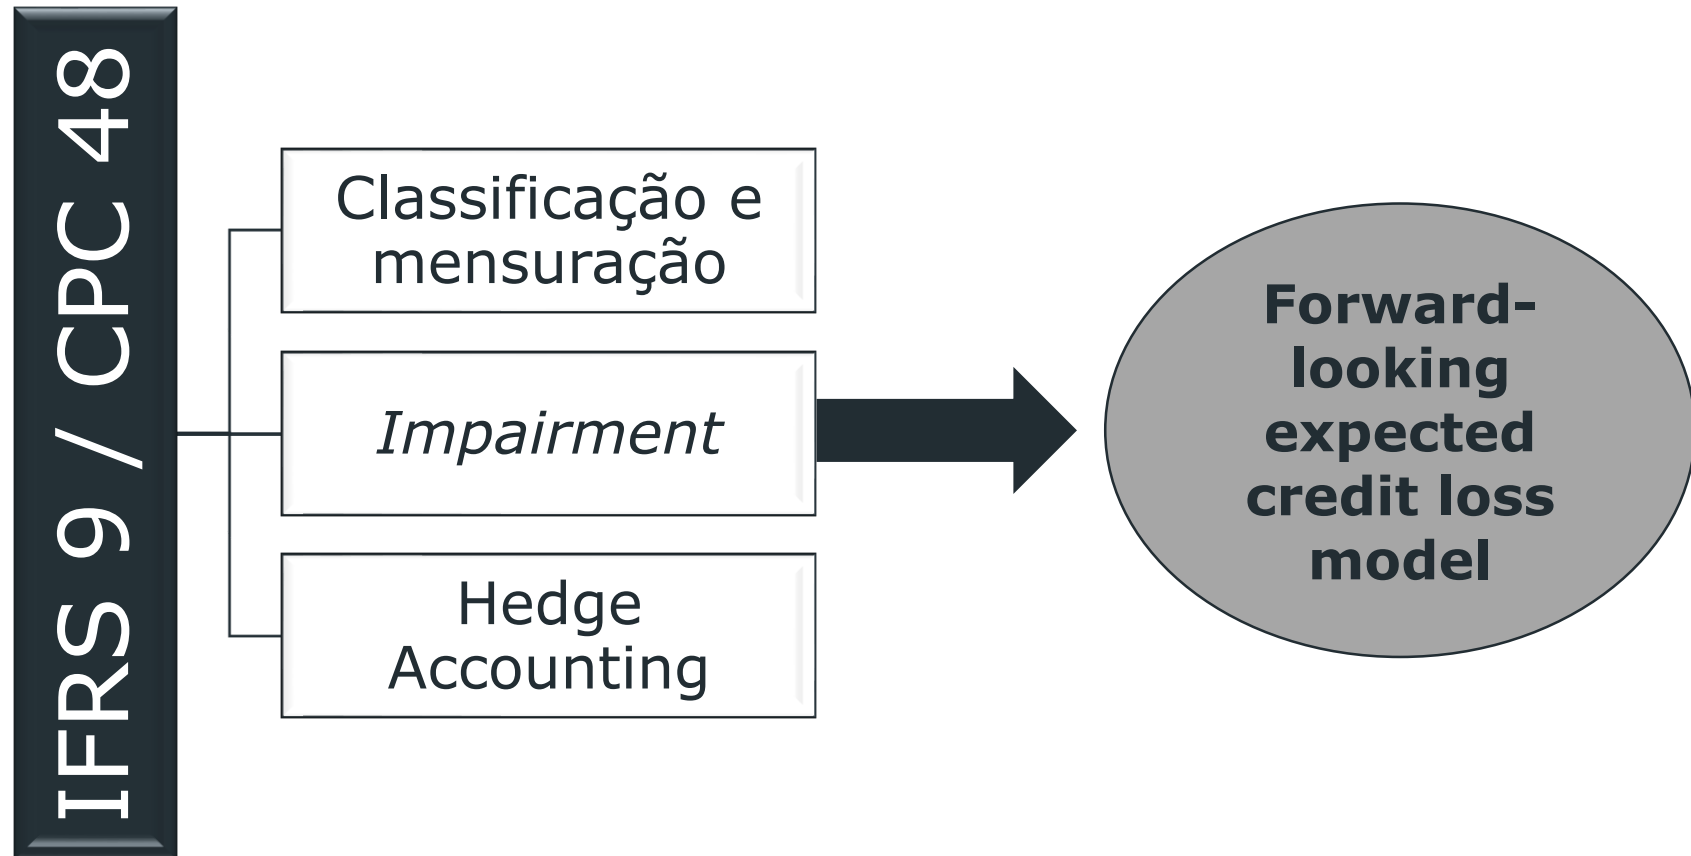 IFRS 9 / CPC 48
Classificação e
mensuração
Impairment
Hedge
Accounting
Forward-
looking
expected
credit loss
model